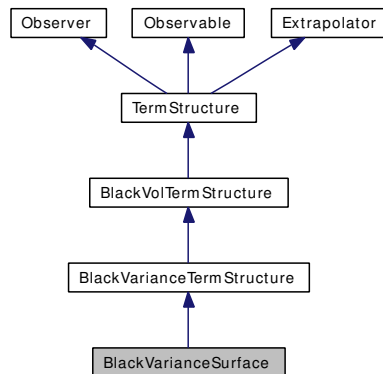 Observer Observable Extrapolator
TermStructure
BlackVolTermStructure
BlackVarianceTermStructure
BlackVarianceSurface